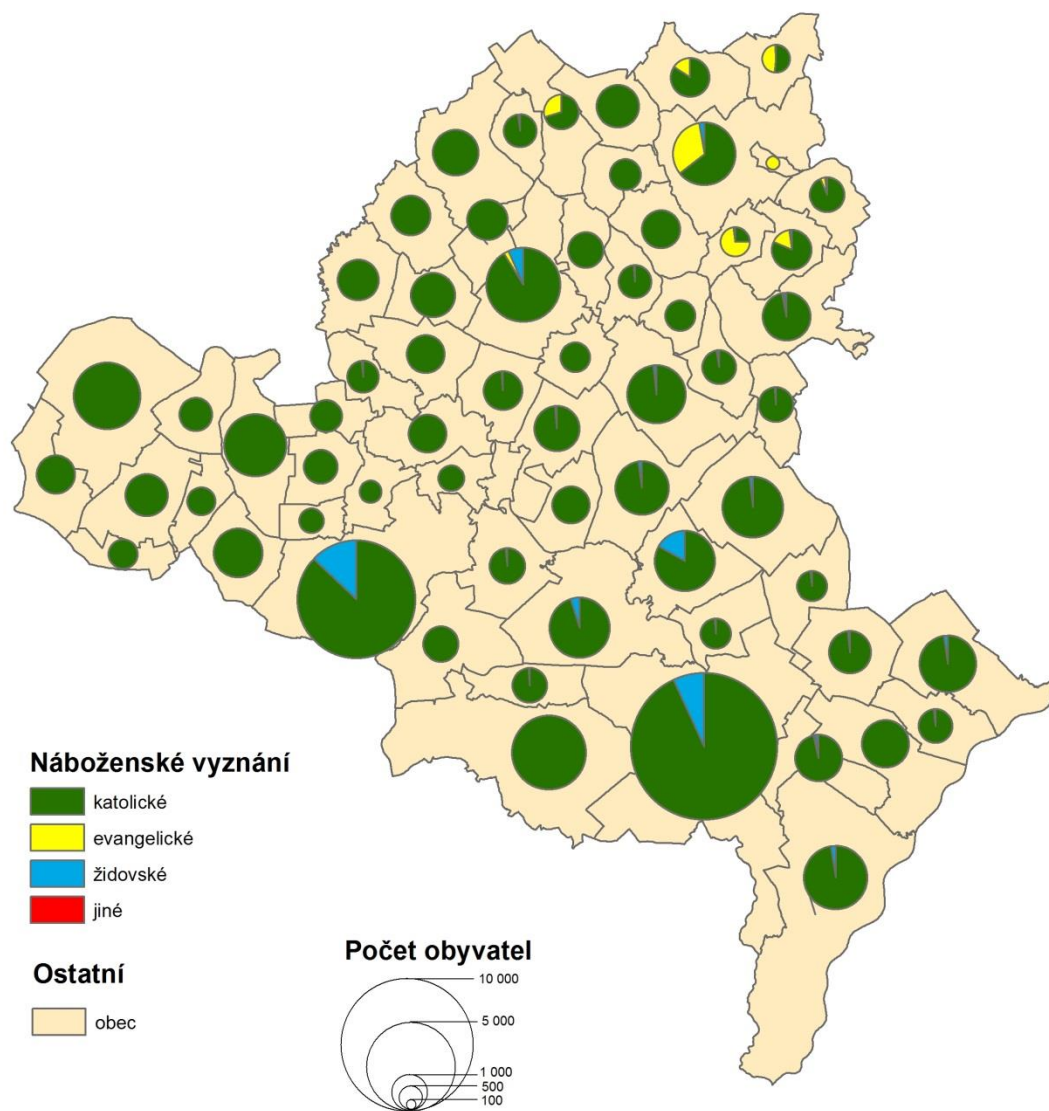 Náboženské vyznání
katolické
evangelické
židovské
jiné
Ostatní
obec
Počet obyvatel
10 000
5 000
1 000
500
100